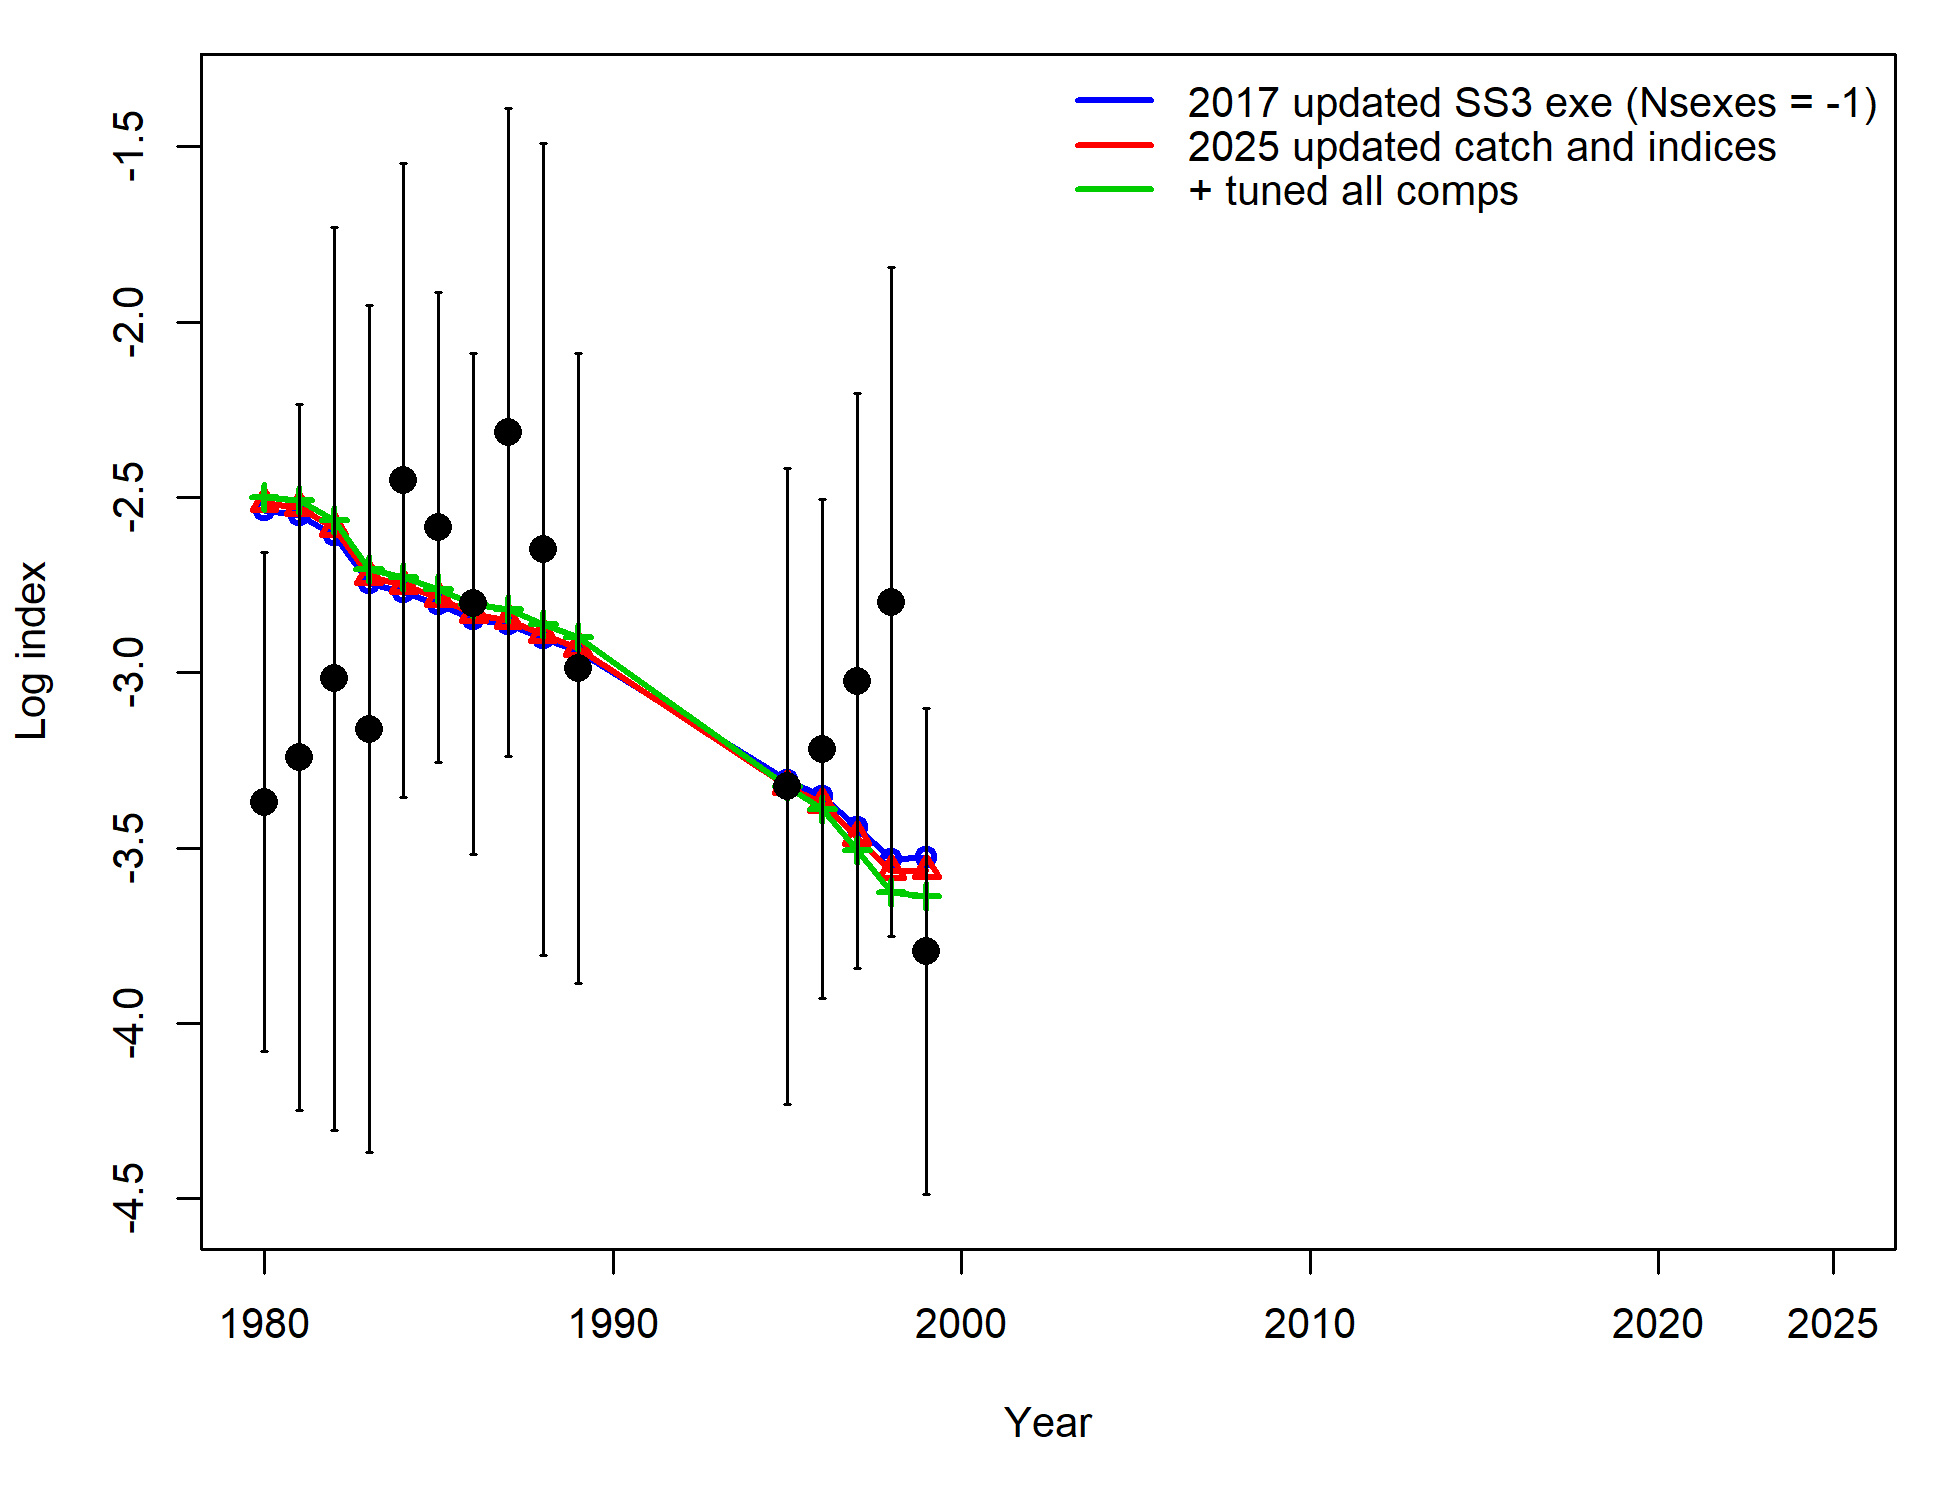 2017 updated SS3 exe (Nsexes = -1)
2025 updated catch and indices
+ tuned all comps
Log index
-1.5
-2.0
-2.5
-3.0
-3.5
-4.0
-4.5
1980 1990 2000 2010 2020 2025
Year